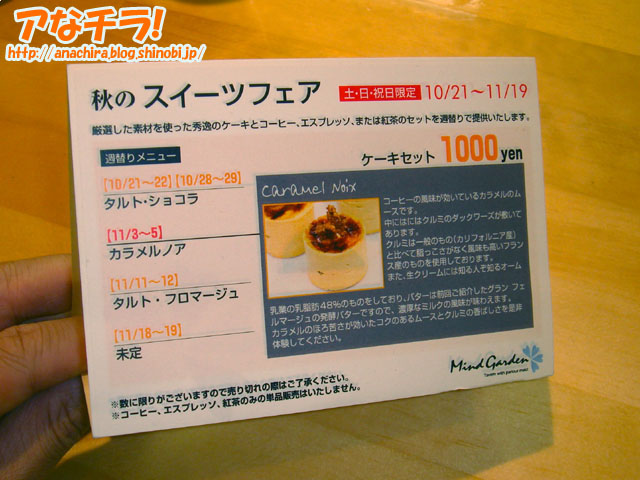 アなチラ!
http://anachira.blog.shinobi.jp/
秋の スイーツフェア 土・日・祝日限定 10/21～11/19
厳選した素材を使った秀逸のケーキとコーヒー、エスプレッソ、または紅茶のセットを週替りで提供いたします。
週替りメニュー
ケーキセット 1000yen
[10/21～22] [10/28～29]
タルト・ショコラ
[11/3～5]
カラメルノア
[11/11～12]
タルト・フロマージュ
[11/18～19]
未定
Caramel Noix
コーヒーの風味が効いているカラメルのム
ースです。
中にはにはクルミのダックワーズが敷いて
あります。
クルミは一般のもの(カリフォルニア産)
と比べて脂っこさがなく風味も高いフラン
ス産のものを使用しております。
また、生クリームには知る人ぞ知るオーム
乳業の乳脂肪48%のものをしており、バターは前回ご紹介したグラン フェ
ルマージュの発酵バターですので、濃厚なミルクの風味が味わえます。
カラメルのほろ苦さが効いたコクのあるムースとクルミの香ばしさを是非
体験してください。
Mind Garden
※数に限りがございますので売り切れの際はご了承ください。
※コーヒー、エスプレッソ、紅茶のみの単品販売はいたしません。